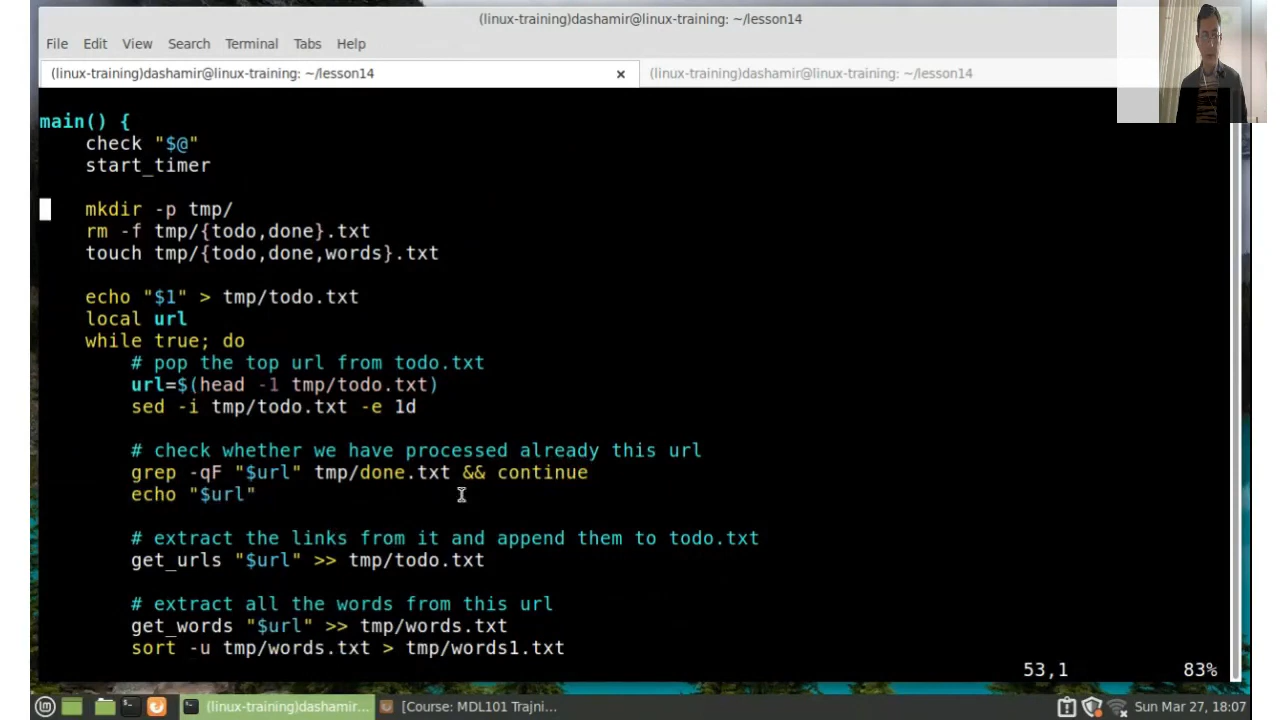 (linux-training)dashamir@linux-training: ~/lesson14
File Edit View Search Terminal Tabs Help
(linux-training)dashamir@linux-training: ~/lesson14 × (linux-training)dashamir@linux-training: ~/lesson14
main() {
check "$@"
start_timer
mkdir -p tmp/
rm -f tmp/{todo,done}.txt
touch tmp/{todo,done,words}.txt
echo "$1" > tmp/todo.txt
local url
while true; do
# pop the top url from todo.txt
url=$(head -1 tmp/todo.txt)
sed -i tmp/todo.txt -e 1d
# check whether we have processed already this url
grep -qF "$url" tmp/done.txt && continue
echo "$url"
# extract the links from it and append them to todo.txt
get_urls "$url" >> tmp/todo.txt
# extract all the words from this url
get_words "$url" >> tmp/words.txt
sort -u tmp/words.txt > tmp/words1.txt
53,1 83%
(linux-training)dashamir... [Course: MDL101 Trajni... Sun Mar 27, 18:07